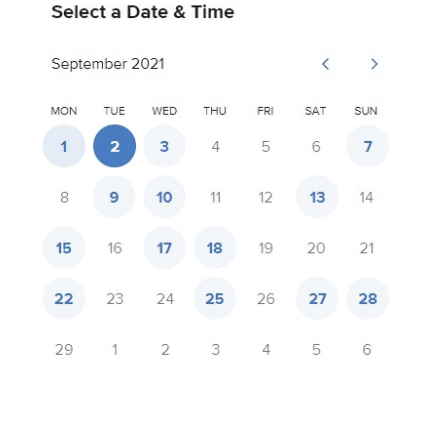 Select a Date & Time
September 2021
MON TUE WED THU FRI SAT SUN
1 2 3 4 5 6 7
8 9 10 11 12 13 14
15 16 17 18 19 20 21
22 23 24 25 26 27 28
29 1 2 3 4 5 6